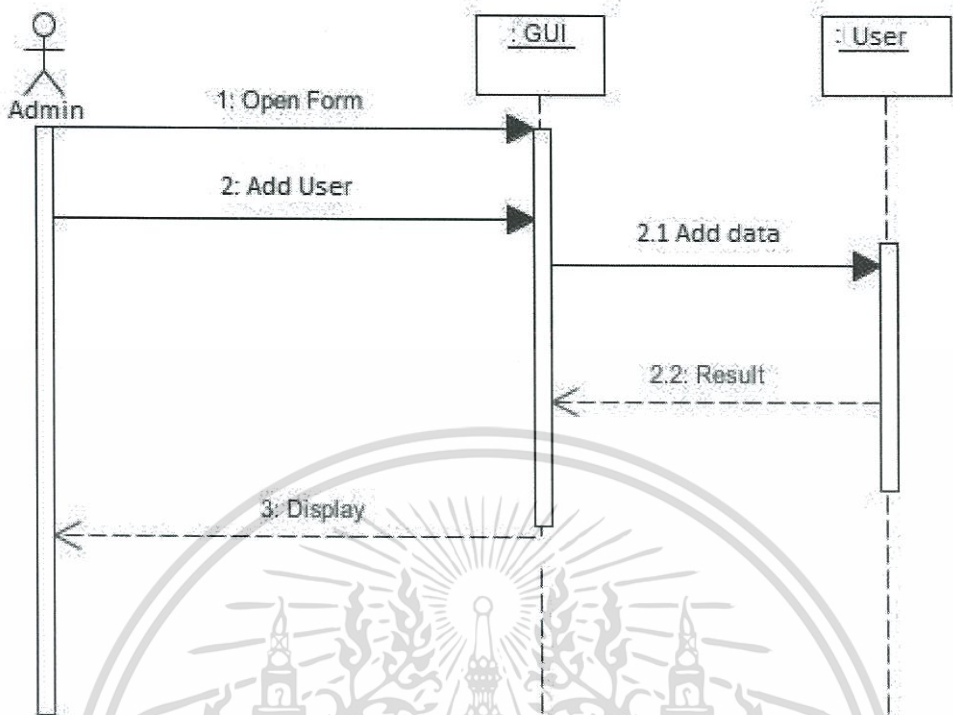 : GUI
: User
Admin
1: Open Form
2: Add User
2.1 Add data
2.2: Result
3: Display